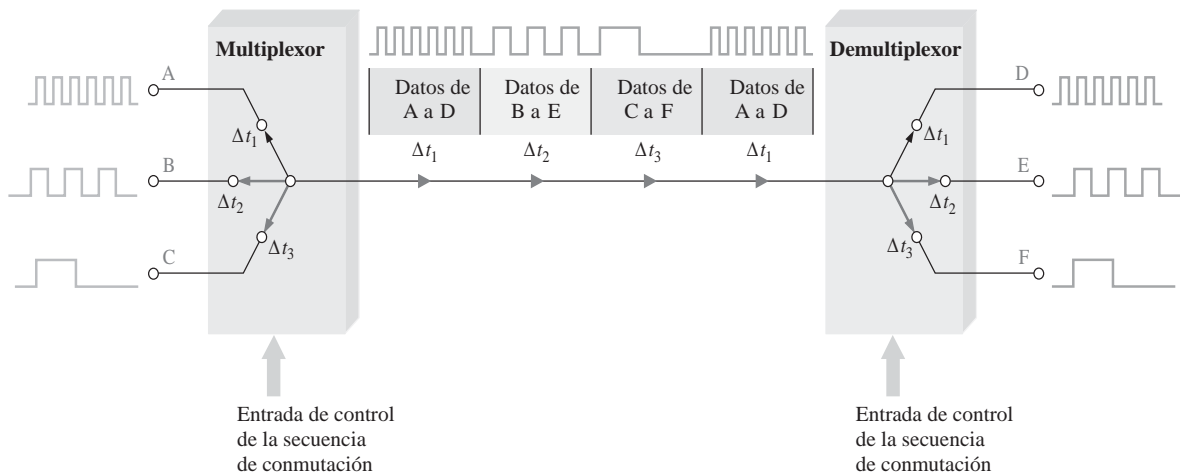 Multiplexor
Demultiplexor
A
Δt1
B
Δt2
Δt3
C
Datos de
A a D
Datos de
B a E
Datos de
C a F
Datos de
A a D
Δt1
Δt2
Δt3
Δt1
D
Δt1
E
Δt2
Δt3
F
Entrada de control
de la secuencia
de conmutación
Entrada de control
de la secuencia
de conmutación